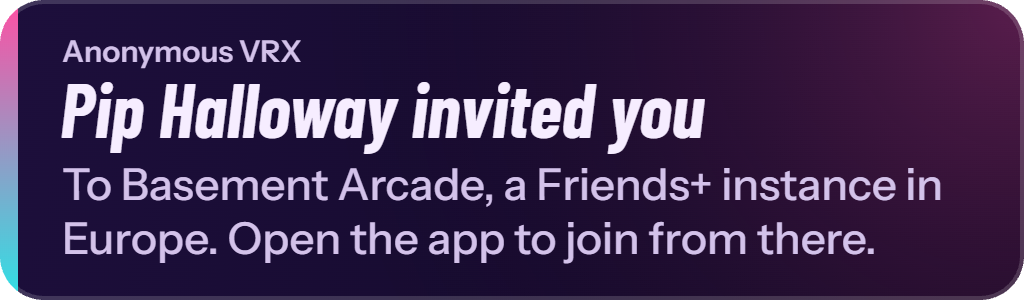 Anonymous VRX
Pip Halloway invited you
To Basement Arcade, a Friends+ instance in
Europe. Open the app to join from there.